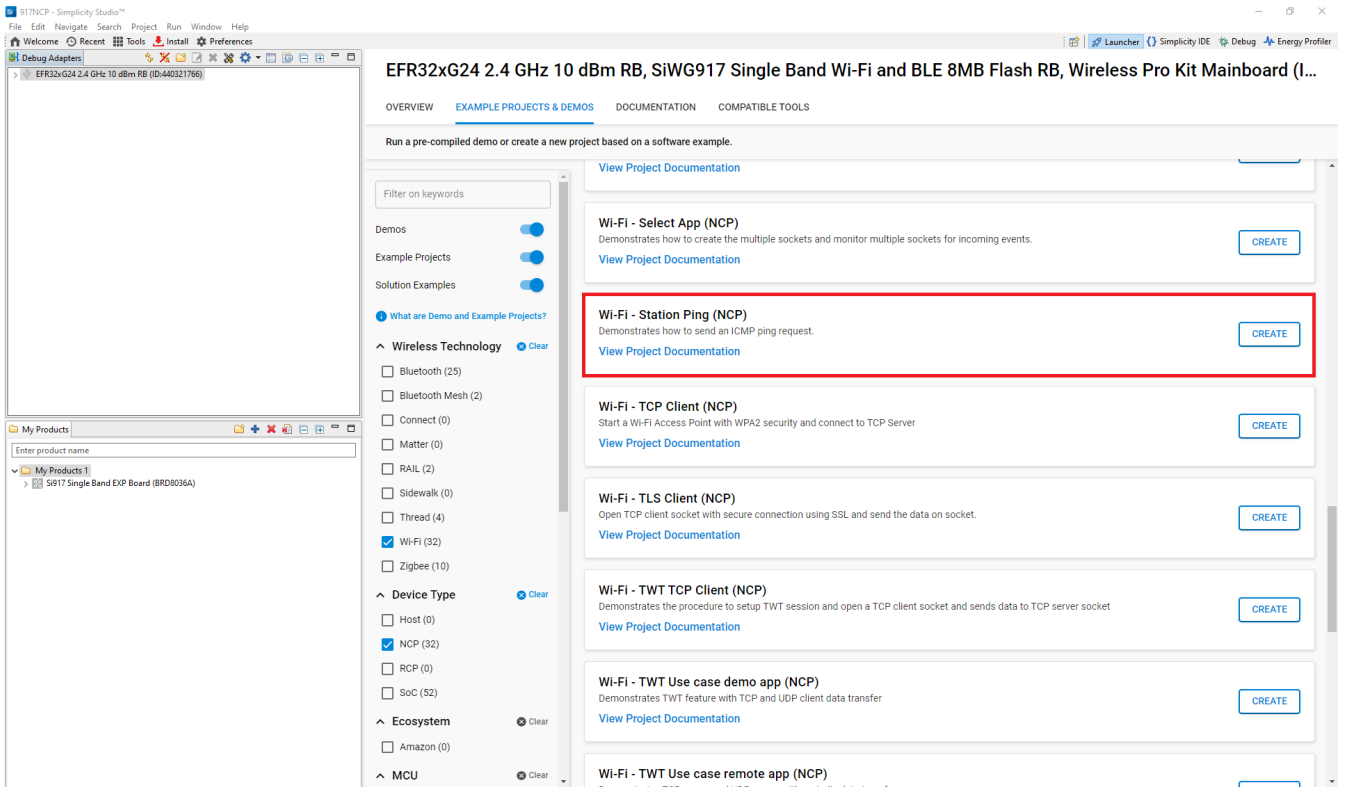 917NCP - Simplicity Studio™
File Edit Navigate Search Project Run Window Help
Welcome Recent Tools Install Preferences
Launcher Simplicity IDE Debug Energy Profiler
Debug Adapters
EFR32xG24 2.4 GHz 10 dBm RB (ID:440321766)
My Products
Enter product name
My Products 1
Si917 Single Band EXP Board (BRD8036A)
EFR32xG24 2.4 GHz 10 dBm RB, SiWG917 Single Band Wi-Fi and BLE 8MB Flash RB, Wireless Pro Kit Mainboard (I...
OVERVIEW EXAMPLE PROJECTS & DEMOS DOCUMENTATION COMPATIBLE TOOLS
Run a pre-compiled demo or create a new project based on a software example.
Filter on keywords
Demos
Example Projects
Solution Examples
What are Demo and Example Projects?
Wireless Technology Clear
Bluetooth (25)
Bluetooth Mesh (2)
Connect (0)
Matter (0)
RAIL (2)
Sidewalk (0)
Thread (4)
Wi-Fi (32)
Zigbee (10)
Device Type Clear
Host (0)
NCP (32)
RCP (0)
SoC (52)
Ecosystem Clear
Amazon (0)
MCU Clear
View Project Documentation
Wi-Fi - Select App (NCP)
Demonstrates how to create the multiple sockets and monitor multiple sockets for incoming events.
View Project Documentation
CREATE
Wi-Fi - Station Ping (NCP)
Demonstrates how to send an ICMP ping request.
View Project Documentation
CREATE
Wi-Fi - TCP Client (NCP)
Start a Wi-Fi Access Point with WPA2 security and connect to TCP Server
View Project Documentation
CREATE
Wi-Fi - TLS Client (NCP)
Open TCP client socket with secure connection using SSL and send the data on socket.
View Project Documentation
CREATE
Wi-Fi - TWT TCP Client (NCP)
Demonstrates the procedure to setup TWT session and open a TCP client socket and sends data to TCP server socket
View Project Documentation
CREATE
Wi-Fi - TWT Use case demo app (NCP)
Demonstrates TWT feature with TCP and UDP client data transfer
View Project Documentation
CREATE
Wi-Fi - TWT Use case remote app (NCP)